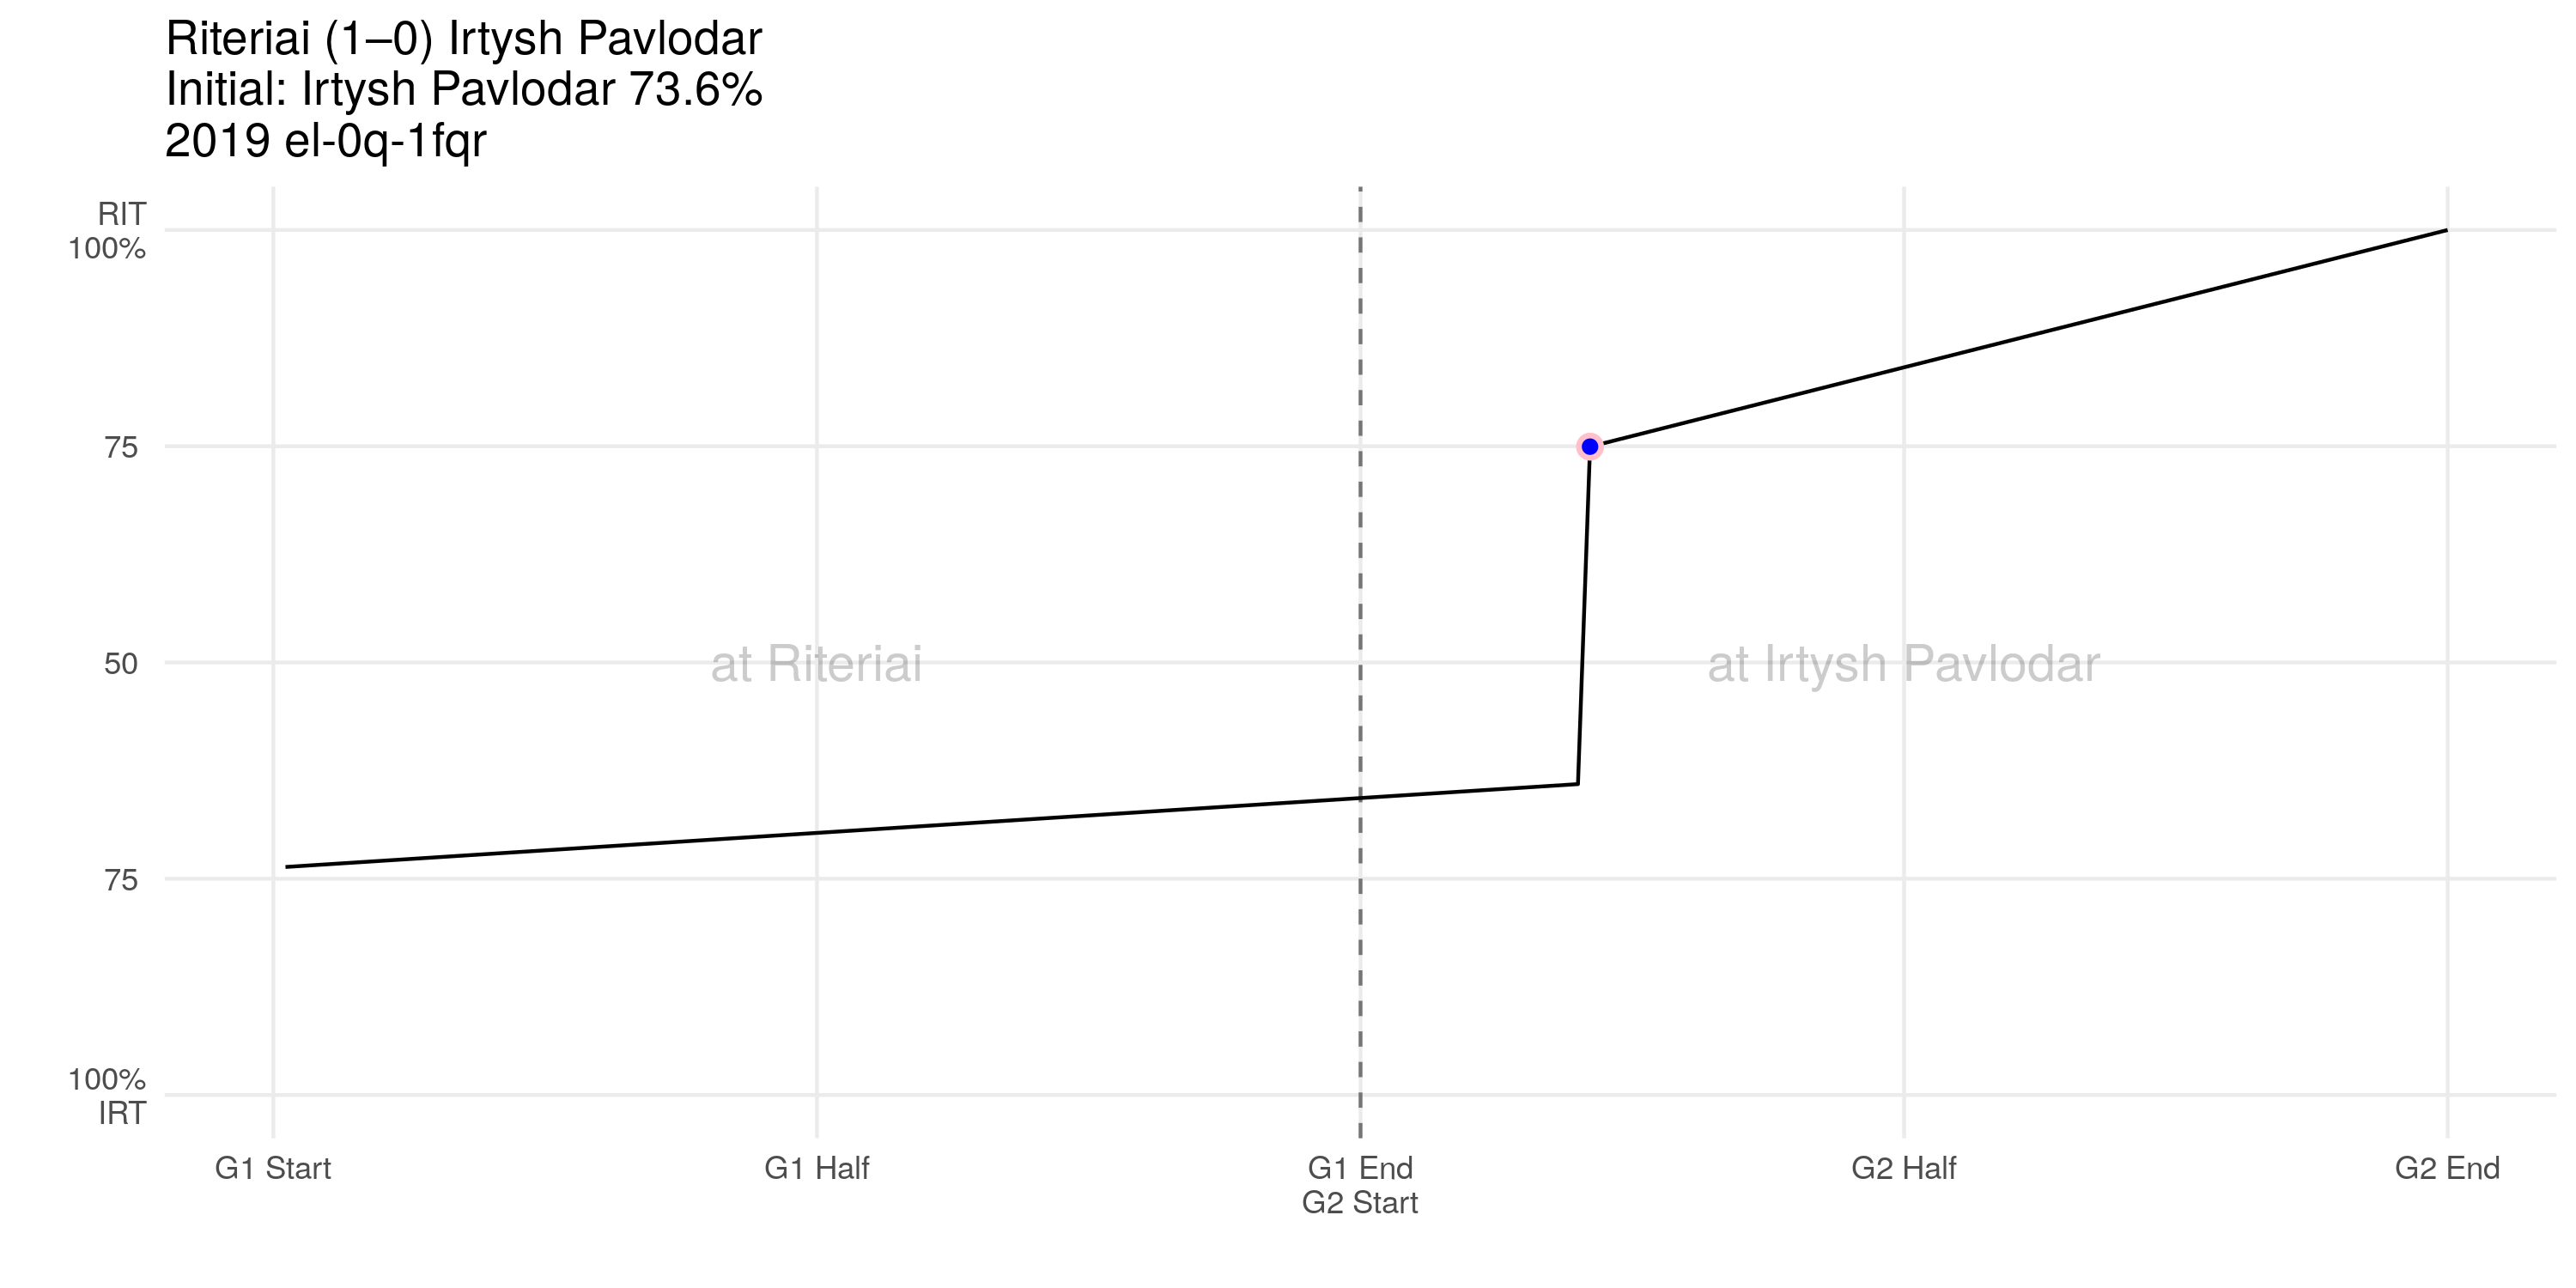 Riteriai (1–0) Irtysh Pavlodar
Initial: Irtysh Pavlodar 73.6%
2019 el-0q-1fqr
RIT
100%
75
50
75
100%
IRT
at Riteriai
at Irtysh Pavlodar
G1 Start
G1 Half
G1 End
G2 Start
G2 Half
G2 End